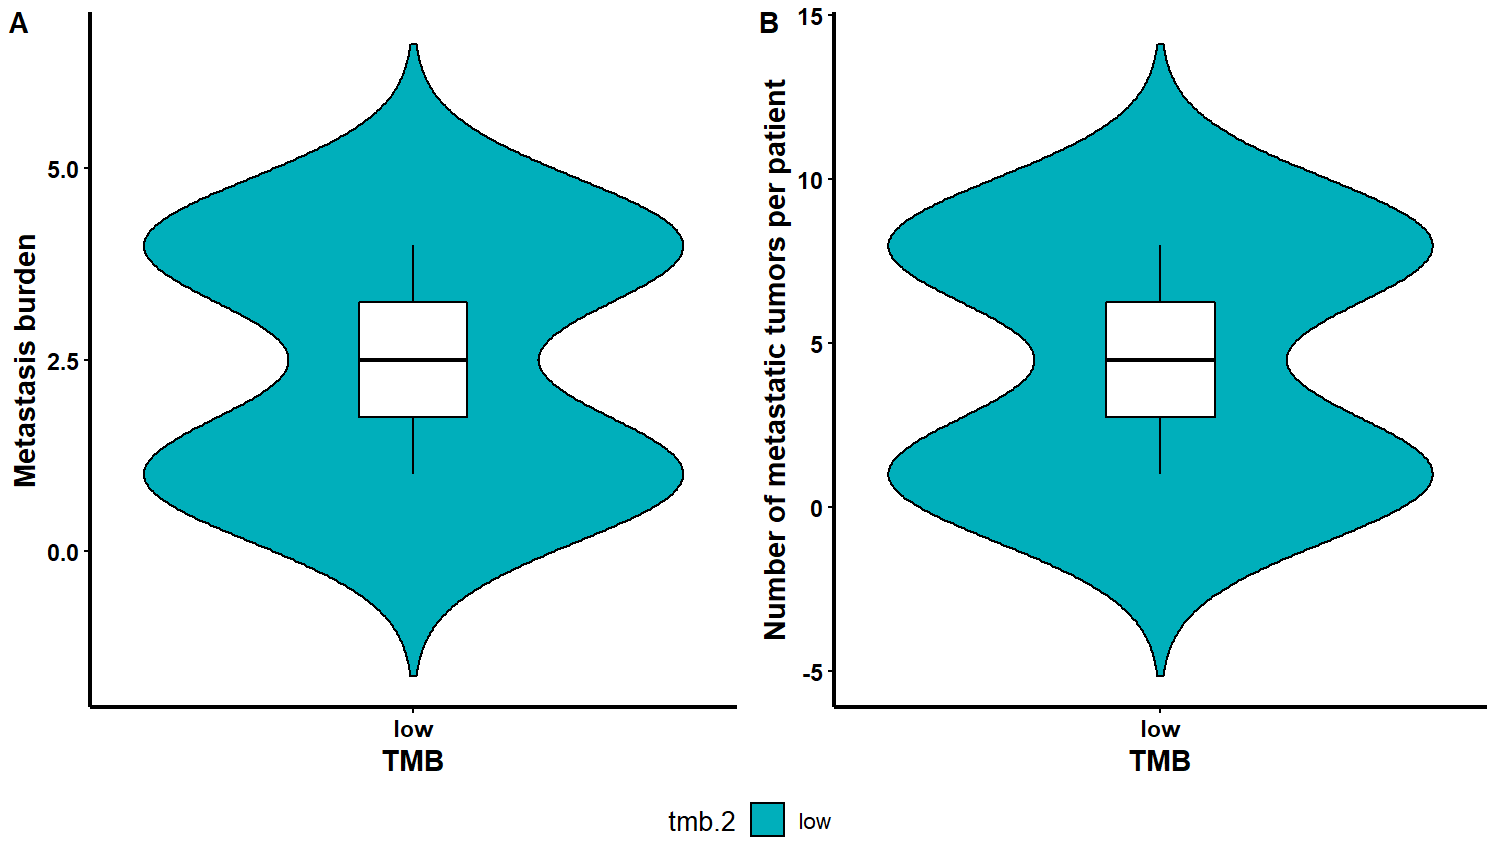 A
Metastasis burden
5.0
2.5
0.0
low
TMB
B
Number of metastatic tumors per patient
15
10
5
0
-5
low
TMB
tmb.2 low